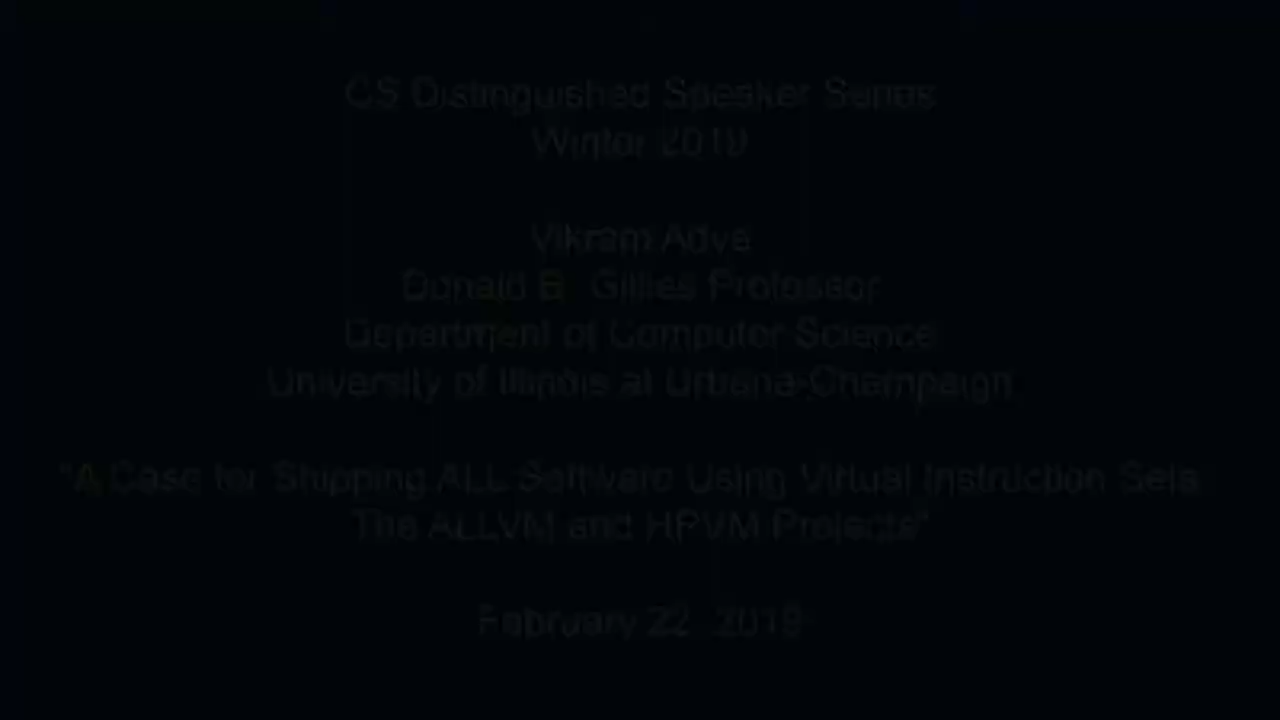 CS Distinguished Speaker Series
Winter 2019
Vikram Adve
Donald B. Gillies Professor
Department of Computer Science
University of Illinois at Urbana-Champaign
"A Case for Shipping ALL Software Using Virtual Instruction Sets
The ALLVM and HPVM Projects"
February 22, 2019